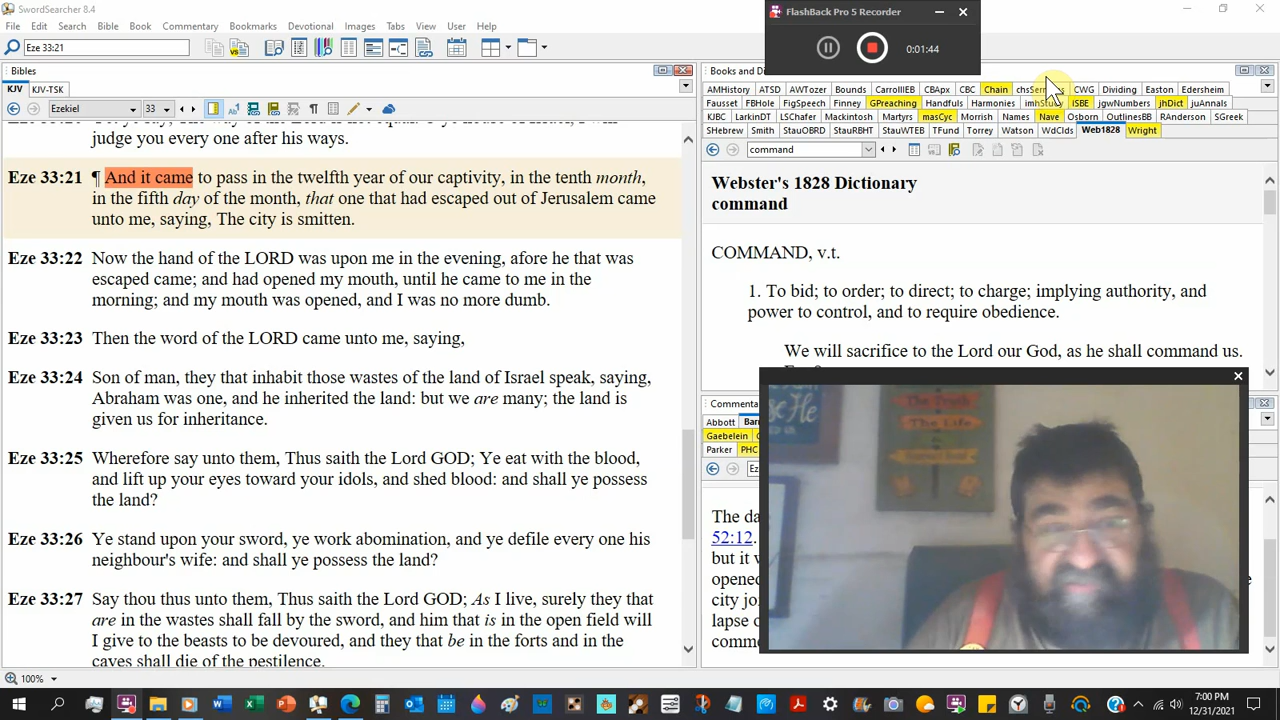 SwordSearcher 8.4
File Edit Search Bible Book Commentary Bookmarks Devotional Images Tabs View User Help
Eze 33:21
FlashBack Pro 5 Recorder
0:01:44
Bibles
KJV KJV-TSK
Ezekiel 33
judge you every one after his ways.
Eze 33:21 ¶ And it came to pass in the twelfth year of our captivity, in the tenth month,
in the fifth day of the month, that one that had escaped out of Jerusalem came
unto me, saying, The city is smitten.
Eze 33:22 Now the hand of the LORD was upon me in the evening, afore he that was
escaped came; and had opened my mouth, until he came to me in the
morning; and my mouth was opened, and I was no more dumb.
Eze 33:23 Then the word of the LORD came unto me, saying,
Eze 33:24 Son of man, they that inhabit those wastes of the land of Israel speak, saying,
Abraham was one, and he inherited the land: but we are many; the land is
given us for inheritance.
Eze 33:25 Wherefore say unto them, Thus saith the Lord GOD; Ye eat with the blood,
and lift up your eyes toward your idols, and shed blood: and shall ye possess
the land?
Eze 33:26 Ye stand upon your sword, ye work abomination, and ye defile every one his
neighbour's wife: and shall ye possess the land?
Eze 33:27 Say thou thus unto them, Thus saith the Lord GOD; As I live, surely they that
are in the wastes shall fall by the sword, and him that is in the open field will
I give to the beasts to be devoured, and they that be in the forts and in the
caves shall die of the pestilence.
100%
Books and Di
AMHistory ATSD AWTozer Bounds CarrollIEB CBApx CBC Chain CWG Dividing Easton Edersheim
Fausset FBHole FigSpeech Finney GPreaching Handfuls Harmonies ISBE jgwNumbers jhDict juAnnals
KJBC LarkinDT LSChafer Mackintosh Martyrs masCyc Morrish Names Nave Osborn OutlinesBB RAnderson SGreek
SHebrew Smith StauOBRD StauRBHT StauWTEB TFund Torrey Watson WdClds Web1828 Wright
command
Webster's 1828 Dictionary
command
COMMAND, v.t.
1. To bid; to order; to direct; to charge; implying authority, and
power to control, and to require obedience.
We will sacrifice to the Lord our God, as he shall command us.
Commenta
Abbott
Gaebelein
Parker PHC
The da
52:12.
but it
opened
lapse o
The Truth
The Life
7:00 PM
12/31/2021